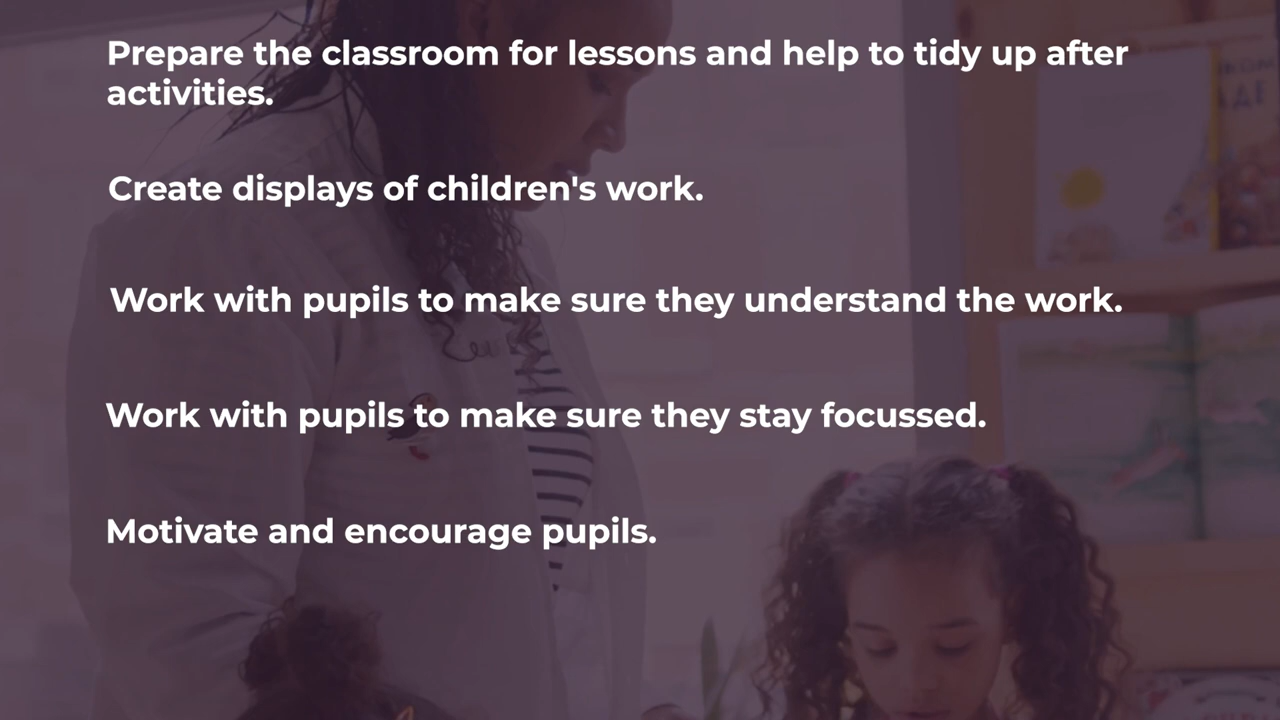 Prepare the classroom for lessons and help to tidy up after
activities.
Create displays of children's work.
Work with pupils to make sure they understand the work.
Work with pupils to make sure they stay focussed.
Motivate and encourage pupils.